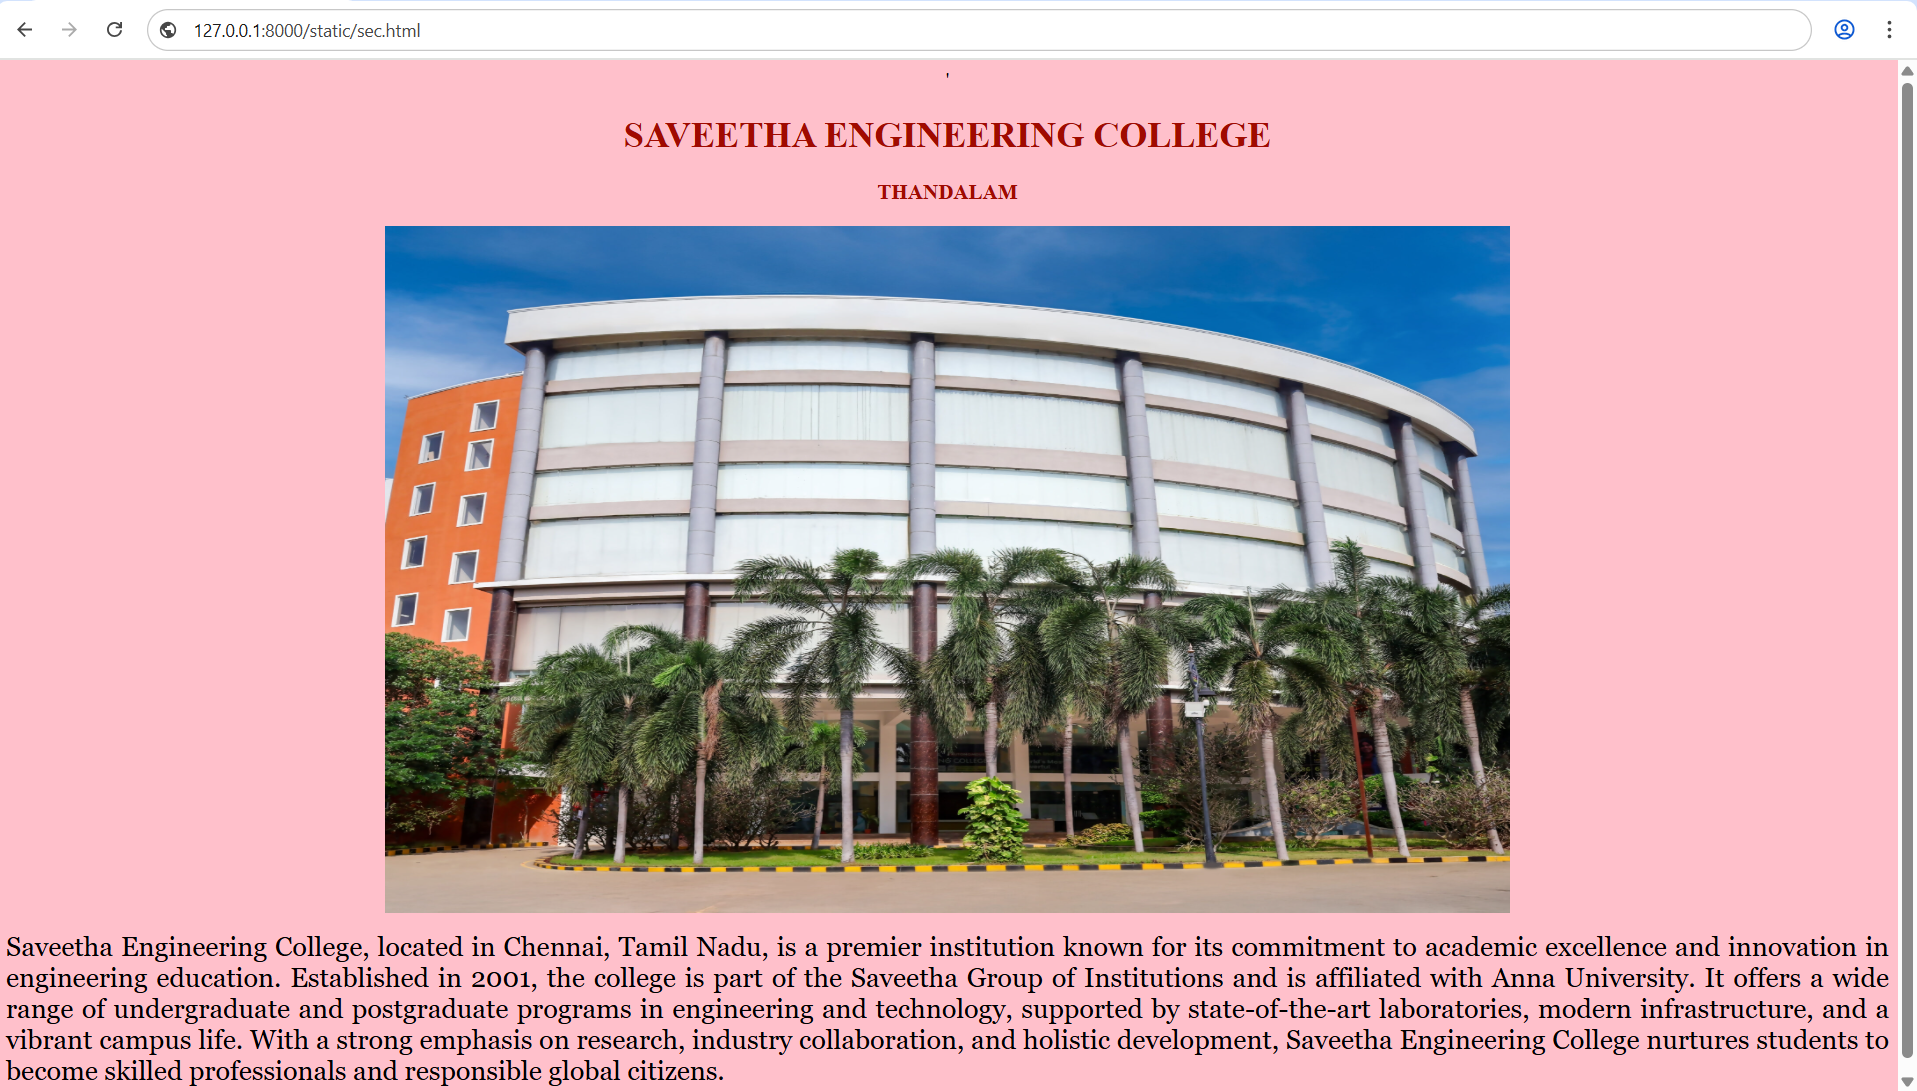 127.0.0.1:8000/static/sec.html
'
SAVEETHA ENGINEERING COLLEGE
THANDALAM
Saveetha Engineering College, located in Chennai, Tamil Nadu, is a premier institution known for its commitment to academic excellence and innovation in
engineering education. Established in 2001, the college is part of the Saveetha Group of Institutions and is affiliated with Anna University. It offers a wide
range of undergraduate and postgraduate programs in engineering and technology, supported by state-of-the-art laboratories, modern infrastructure, and a
vibrant campus life. With a strong emphasis on research, industry collaboration, and holistic development, Saveetha Engineering College nurtures students to
become skilled professionals and responsible global citizens.